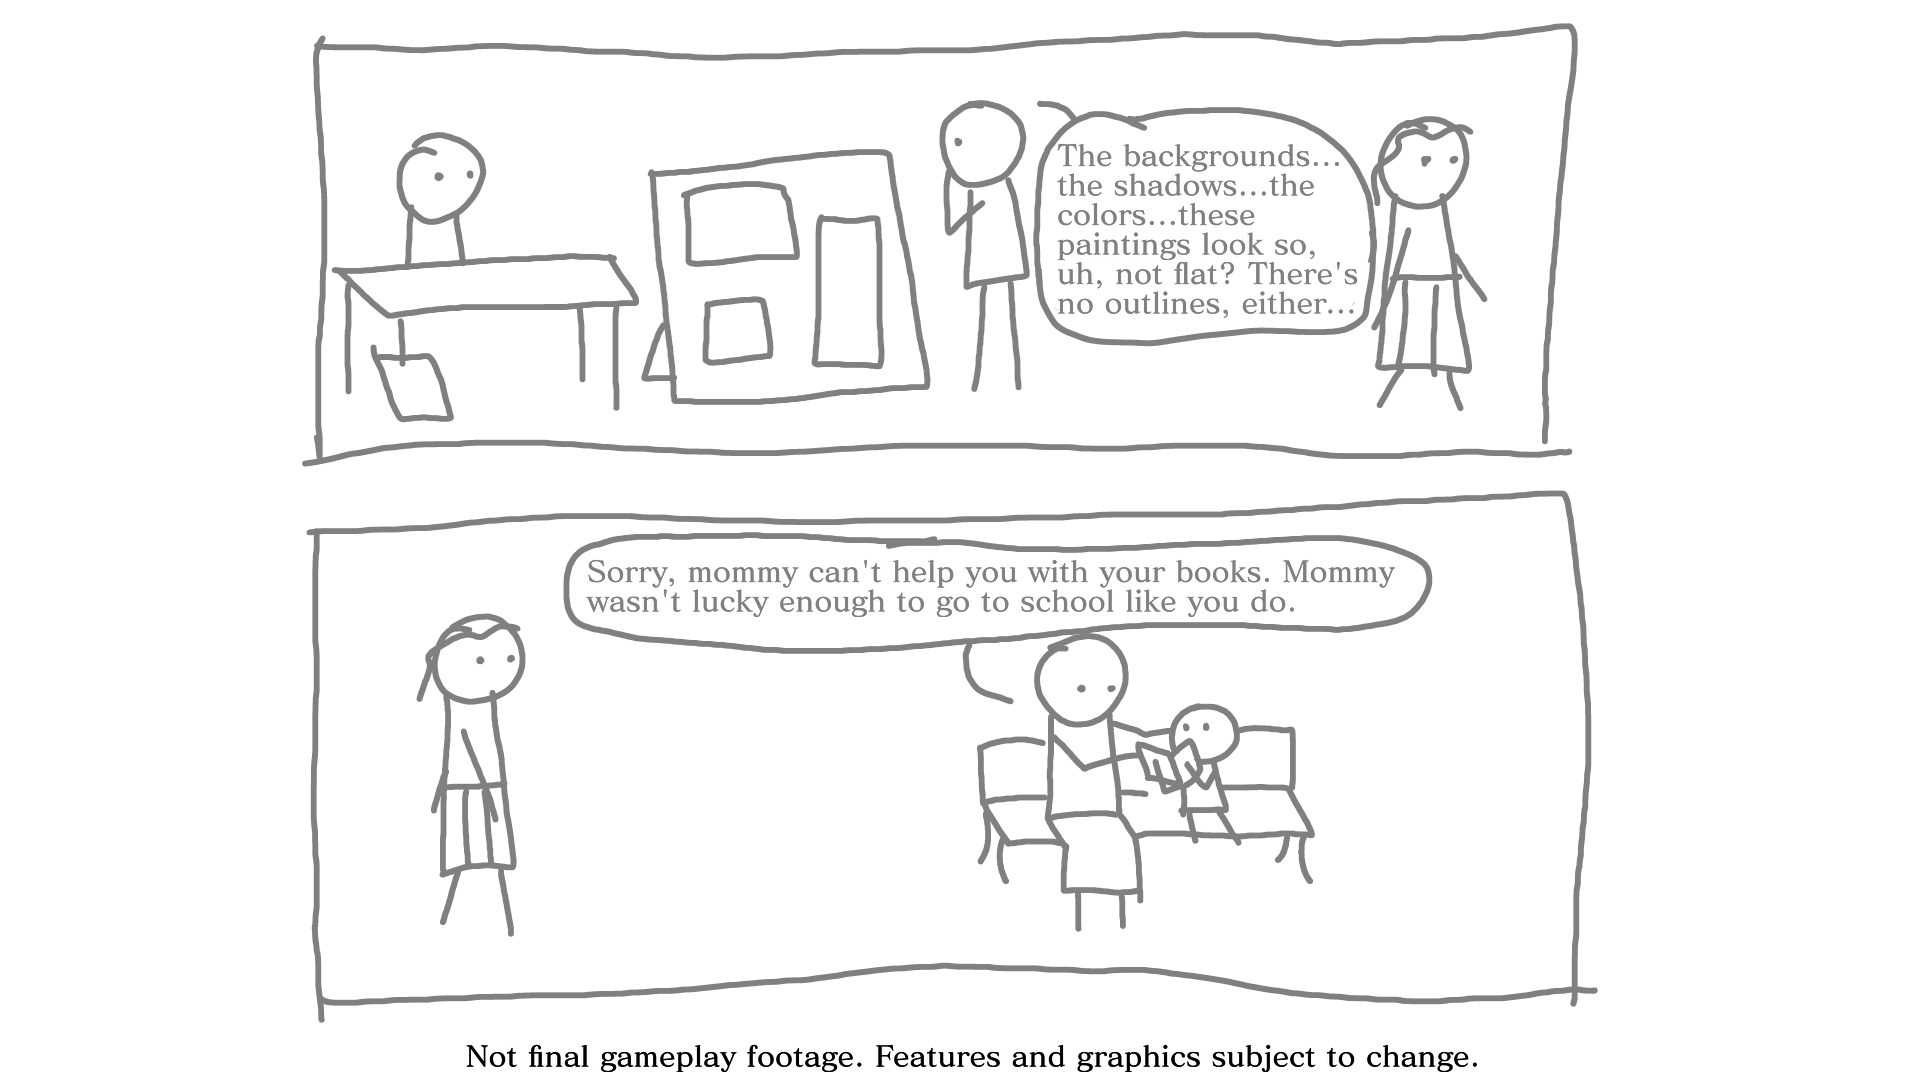 The backgrounds...
the shadows...the
colors...these
paintings look so,
uh, not flat? There's
no outlines, either...
Sorry, mommy can't help you with your books. Mommy
wasn't lucky enough to go to school like you do.
Not final gameplay footage. Features and graphics subject to change.